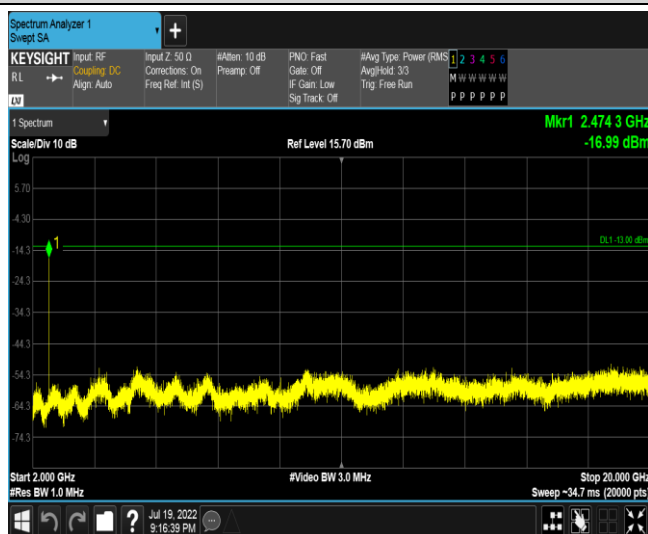 Spectrum Analyzer 1
Swept SA
+
KEYSIGHT
RL
LXI
Input: RF
Coupling: DC
Align: Auto
Input Z: 50 Ω
Corrections: On
Freq Ref: Int (S)
#Atten: 10 dB
Preamp: Off
PNO: Fast
Gate: Off
IF Gain: Low
Sig Track: Off
#Avg Type: Power (RMS
Avg|Hold: 3/3
Trig: Free Run
1 2 3 4 5 6
M W W W W W
P P P P P P
1 Spectrum
Scale/Div 10 dB
Ref Level 15.70 dBm
Mkr1 2.474 3 GHz
-16.99 dBm
Log
5.70
-4.30
DL1 -13.00 dBm
1
-14.3
-24.3
-34.3
-44.3
-54.3
-64.3
-74.3
Start 2.000 GHz
#Video BW 3.0 MHz
Stop 20.000 GHz
#Res BW 1.0 MHz
Sweep ~34.7 ms (20000 pts)
?
Jul 19, 2022
9:16:39 PM